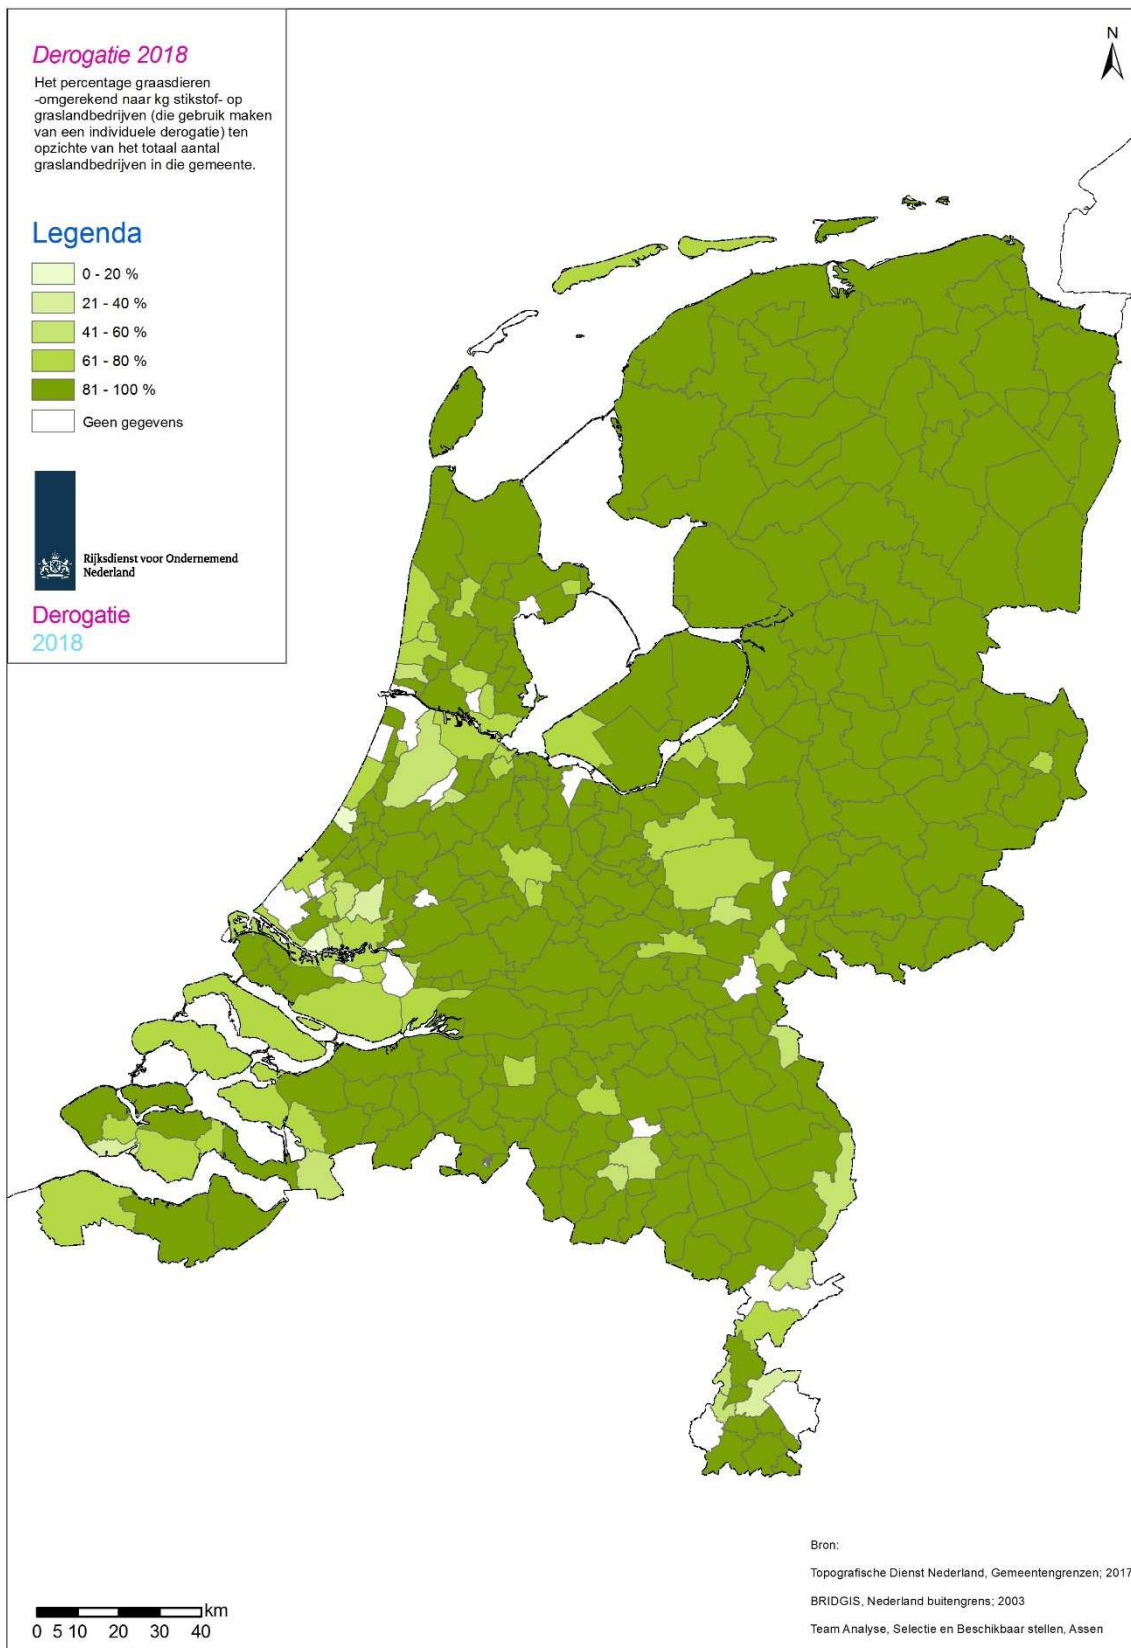 Derogatie 2018
Het percentage graasdieren
-omgerekend naar kg stikstof- op
graslandbedrijven (die gebruik maken
van een individuele derogatie) ten
opzichte van het totaal aantal
graslandbedrijven in die gemeente.
Legenda
0 - 20 %
21 - 40 %
41 - 60 %
61 - 80 %
81 - 100 %
Geen gegevens
Rijksdienst voor Ondernemend
Nederland
Derogatie
2018
N
km
0 5 10 20 30 40
Bron:
Topografische Dienst Nederland, Gemeentengrenzen; 2017
BRIDGIS, Nederland buitengrens; 2003
Team Analyse, Selectie en Beschikbaar stellen, Assen